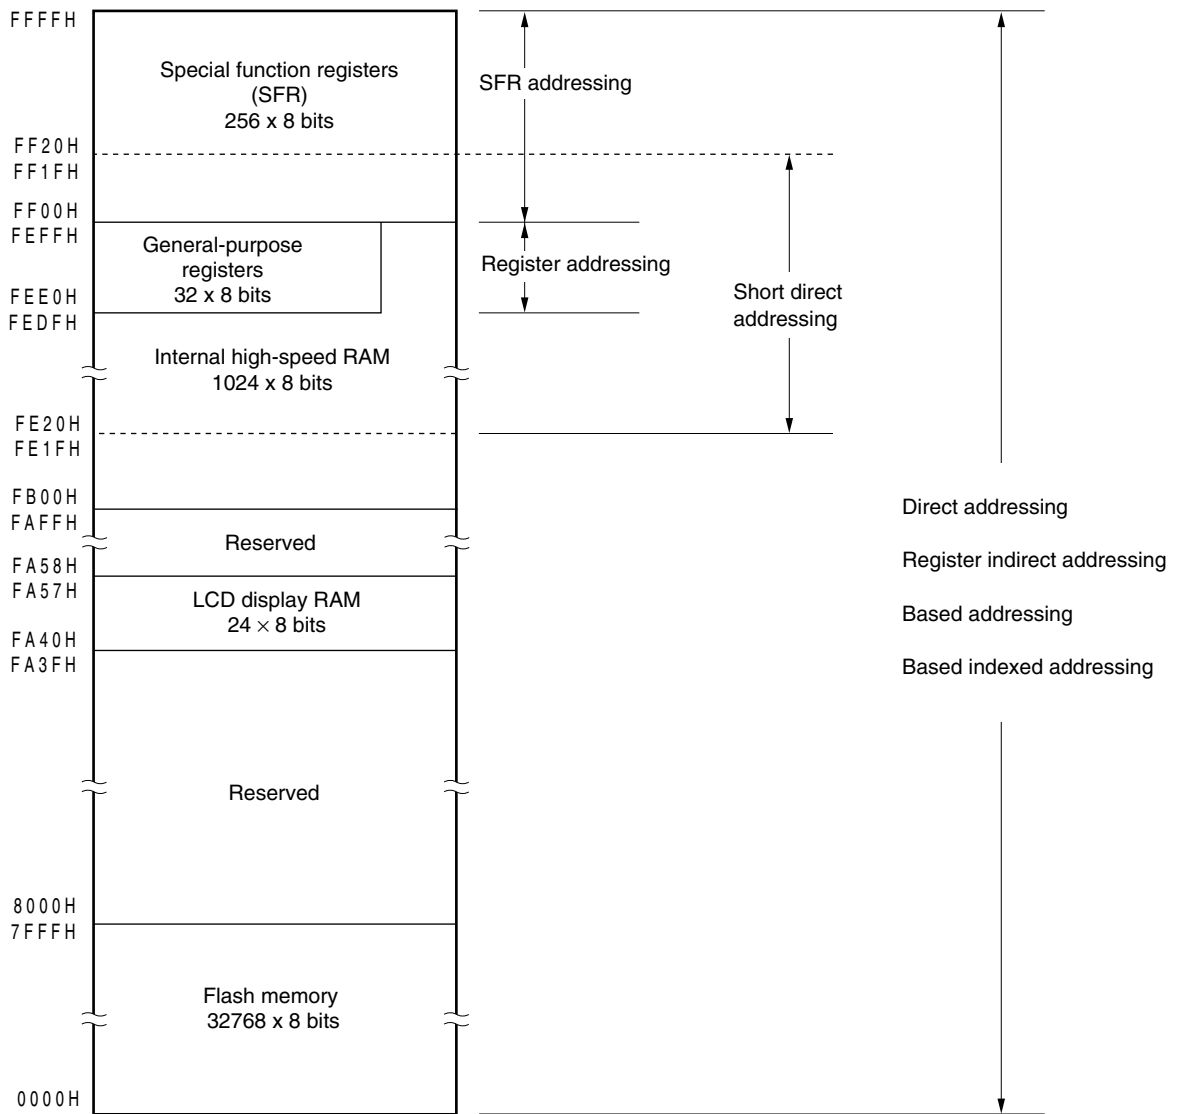 FFFFH
Special function registers
(SFR)
256 x 8 bits
SFR addressing
FF20H
FF1FH
FF00H
FEFFH
General-purpose
registers
32 x 8 bits
Register addressing
FEE0H
FEDFH
Short direct
addressing
Internal high-speed RAM
1024 x 8 bits
FE20H
FE1FH
FB00H
FAFFH
Reserved
FA58H
FA57H
LCD display RAM
24 × 8 bits
FA40H
FA3FH
Direct addressing
Register indirect addressing
Based addressing
Based indexed addressing
Reserved
8000H
7FFFH
Flash memory
32768 x 8 bits
0000H